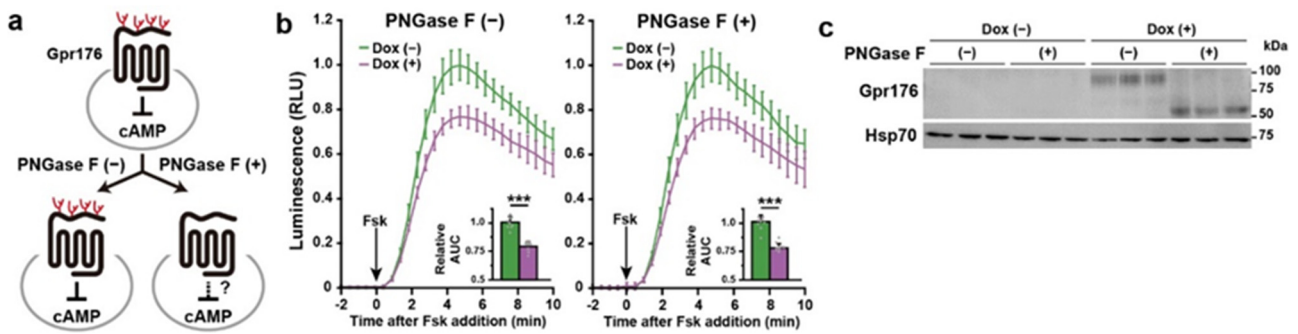 a
Gpr176
cAMP
PNGase F (−) PNGase F (+)
?
cAMP cAMP
b
PNGase F (−)
Luminescence (RLU)
1.2
1.0
0.8
0.6
0.4
0.2
0
Dox (−)
Dox (+)
Fsk
***
Relative
AUC
1.0
0.75
0.5
-2 0 2 4 6 8 10
Time after Fsk addition (min)
PNGase F (+)
1.2
1.0
0.8
0.6
0.4
0.2
0
Dox (−)
Dox (+)
Fsk
***
Relative
AUC
1.0
0.75
0.5
-2 0 2 4 6 8 10
Time after Fsk addition (min)
c
Dox (−) Dox (+)
PNGase F (−) (+) (−) (+) kDa
Gpr176
100
75
50
Hsp70 75